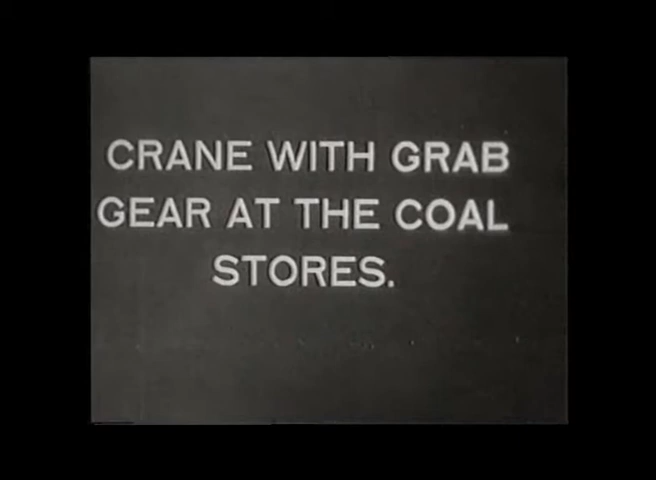 CRANE WITH GRAB
GEAR AT THE COAL
STORES.